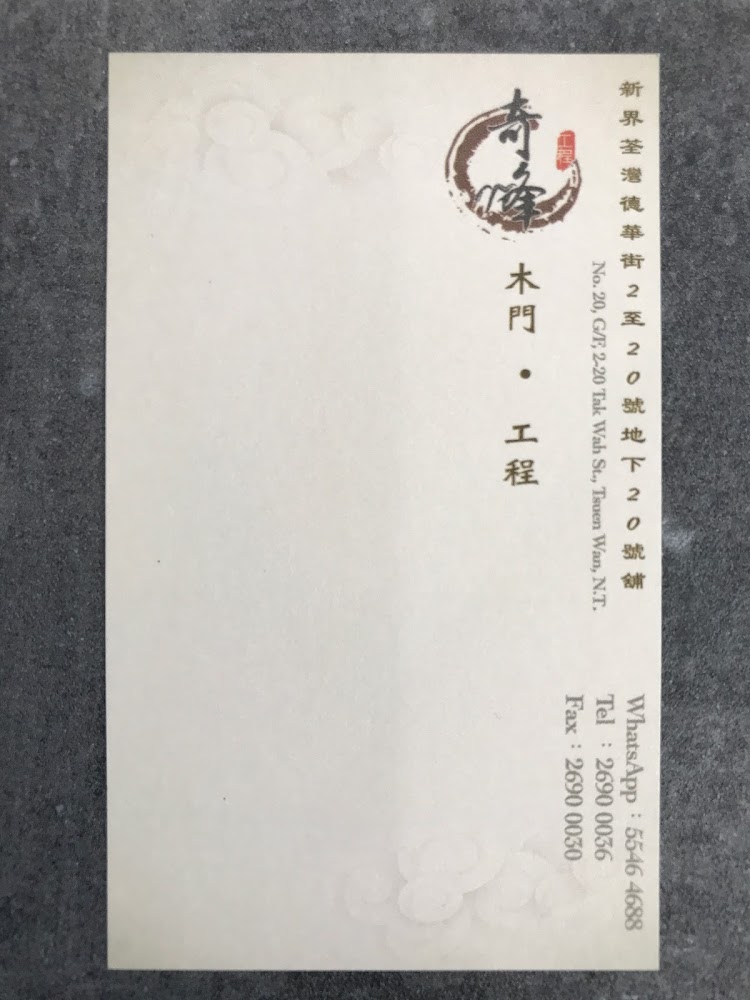 新界荃灣德華街2至20號地下20號舖
No. 20, G/F, 2-20 Tak Wah St., Tsuen Wan, N.T.
奇峰
工程
木門 • 工程
WhatsApp : 5546 4688
Tel : 2690 0036
Fax : 2690 0030